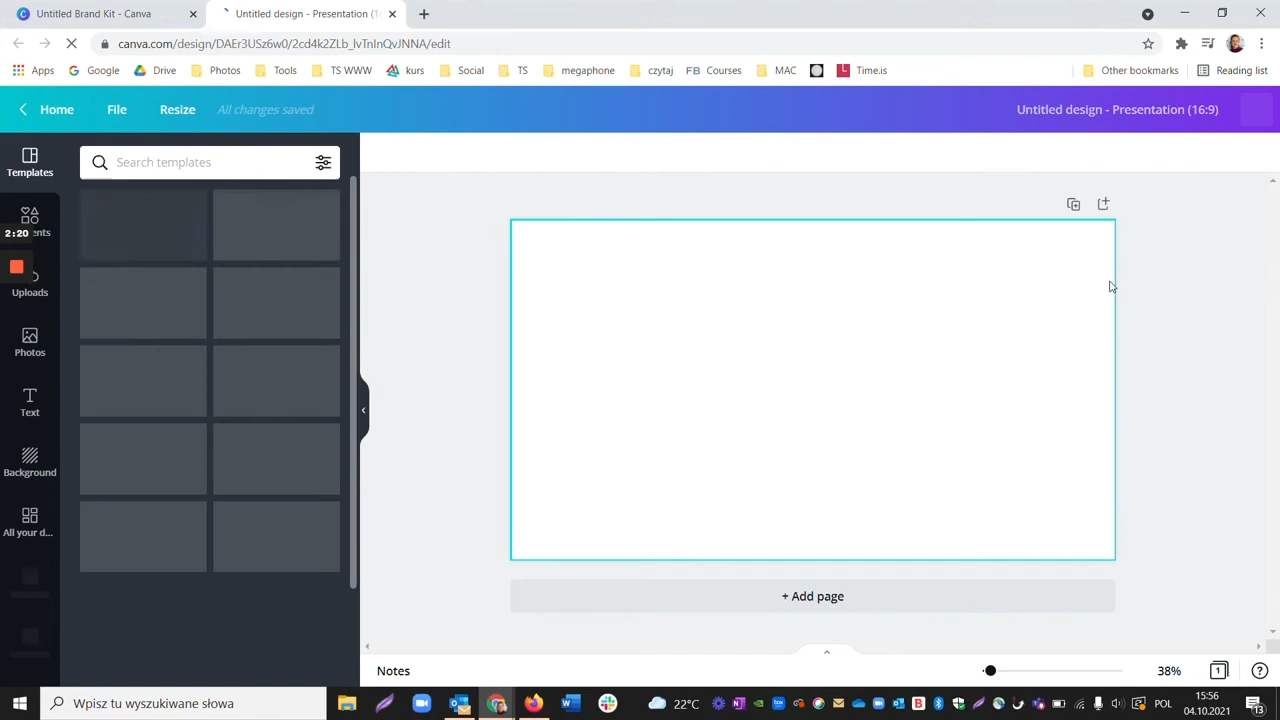 Untitled Brand Kit - Canva
Untitled design - Presentation (1
canva.com/design/DAEr3USz6w0/2cd4k2ZLb_lvTnInQvJNNA/edit
Apps Google Drive Photos Tools TS WWW kurs Social TS megaphone czytaj FB Courses MAC Time.is Other bookmarks Reading list
Home File Resize All changes saved Untitled design - Presentation (16:9)
Templates
Search templates
2:20
ents
Uploads
Photos
Text
Background
All your d...
+ Add page
Notes
38%
1
?
Wpisz tu wyszukiwane słowa
22°C
POL
15:56
04.10.2021